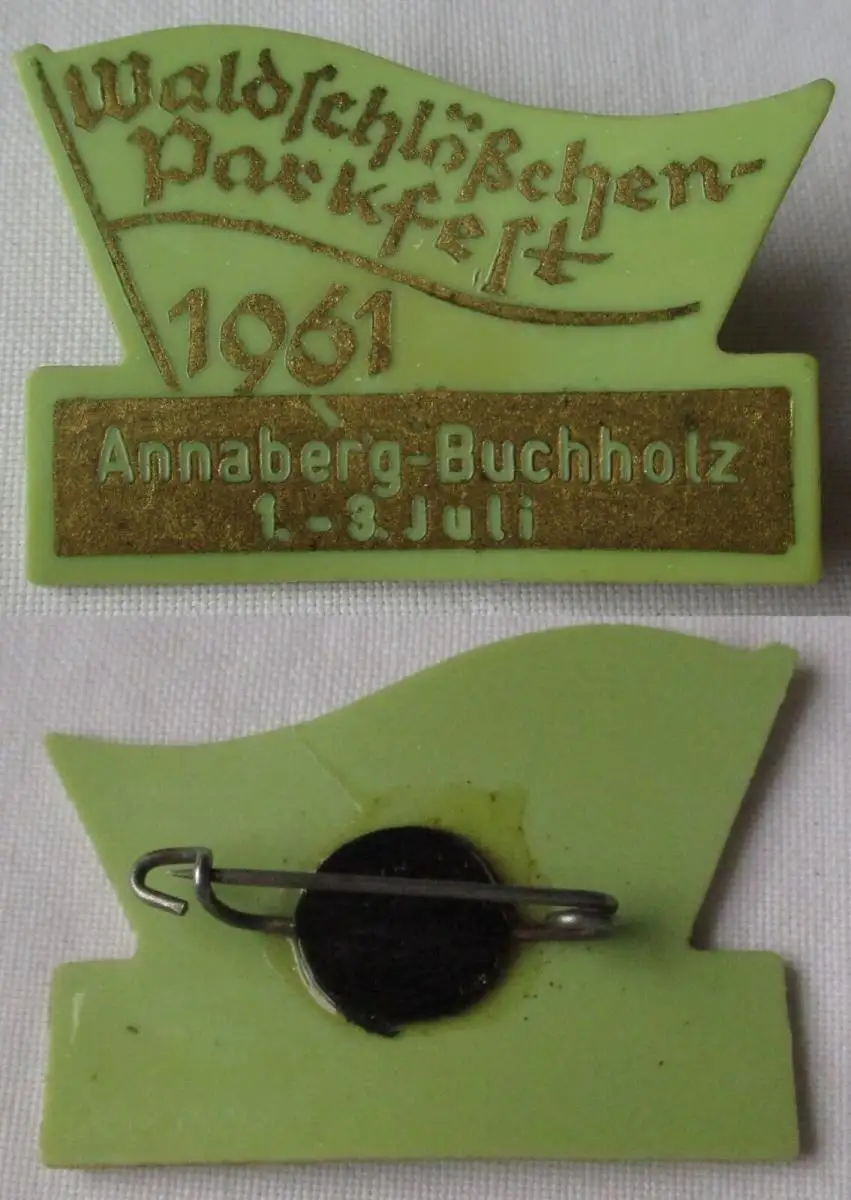 Waldschlößchen-
Parkfest
1961
Annaberg-Buchholz
1.-3. Juli